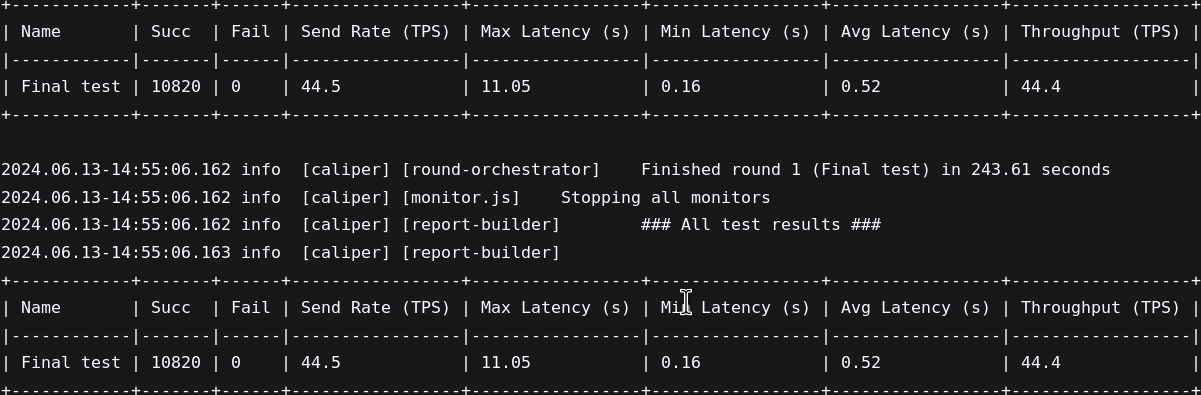 +------------+-------+------+-----------------+-----------------+-----------------+-----------------+------------------+
| Name       | Succ  | Fail | Send Rate (TPS) | Max Latency (s) | Min Latency (s) | Avg Latency (s) | Throughput (TPS) |
|------------|-------|------|-----------------|-----------------|-----------------|-----------------|------------------|
| Final test | 10820 | 0    | 44.5            | 11.05           | 0.16            | 0.52            | 44.4             |
+------------+-------+------+-----------------+-----------------+-----------------+-----------------+------------------+
2024.06.13-14:55:06.162 info  [caliper] [round-orchestrator]    Finished round 1 (Final test) in 243.61 seconds
2024.06.13-14:55:06.162 info  [caliper] [monitor.js]    Stopping all monitors
2024.06.13-14:55:06.162 info  [caliper] [report-builder]        ### All test results ###
2024.06.13-14:55:06.163 info  [caliper] [report-builder]
+------------+-------+------+-----------------+-----------------+-----------------+-----------------+------------------+
| Name       | Succ  | Fail | Send Rate (TPS) | Max Latency (s) | Min Latency (s) | Avg Latency (s) | Throughput (TPS) |
|------------|-------|------|-----------------|-----------------|-----------------|-----------------|------------------|
| Final test | 10820 | 0    | 44.5            | 11.05           | 0.16            | 0.52            | 44.4             |
+------------+-------+------+-----------------+-----------------+-----------------+-----------------+------------------+